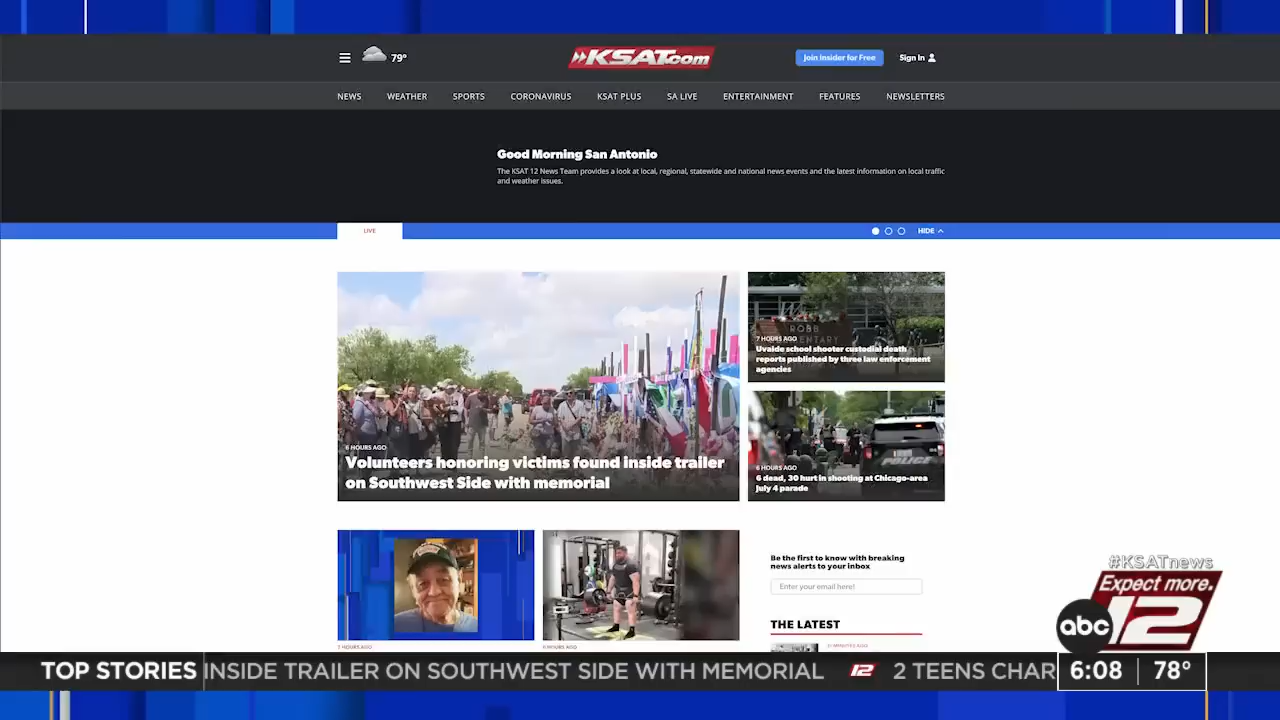 79°
KSAT.com
Join Insider for Free
Sign In
NEWS
WEATHER
SPORTS
CORONAVIRUS
KSAT PLUS
SA LIVE
ENTERTAINMENT
FEATURES
NEWSLETTERS
Good Morning San Antonio
The KSAT 12 News Team provides a look at local, regional, statewide and national news events and the latest information on local traffic
and weather issues.
LIVE
HIDE
6 HOURS AGO
Volunteers honoring victims found inside trailer
on Southwest Side with memorial
ROBB
7 HOURS AGO
Uvalde school shooter custodial death
reports published by three law enforcement
agencies
POLICE
6 HOURS AGO
6 dead, 30 hurt in shooting at Chicago-area
July 4 parade
7 HOURS AGO
Be the first to know with breaking
news alerts to your inbox
Enter your email here!
THE LATEST
#KSATnews
Expect more.
abc
12
TOP STORIES
INSIDE TRAILER ON SOUTHWEST SIDE WITH MEMORIAL
12
2 TEENS CHAR
6:08
78°